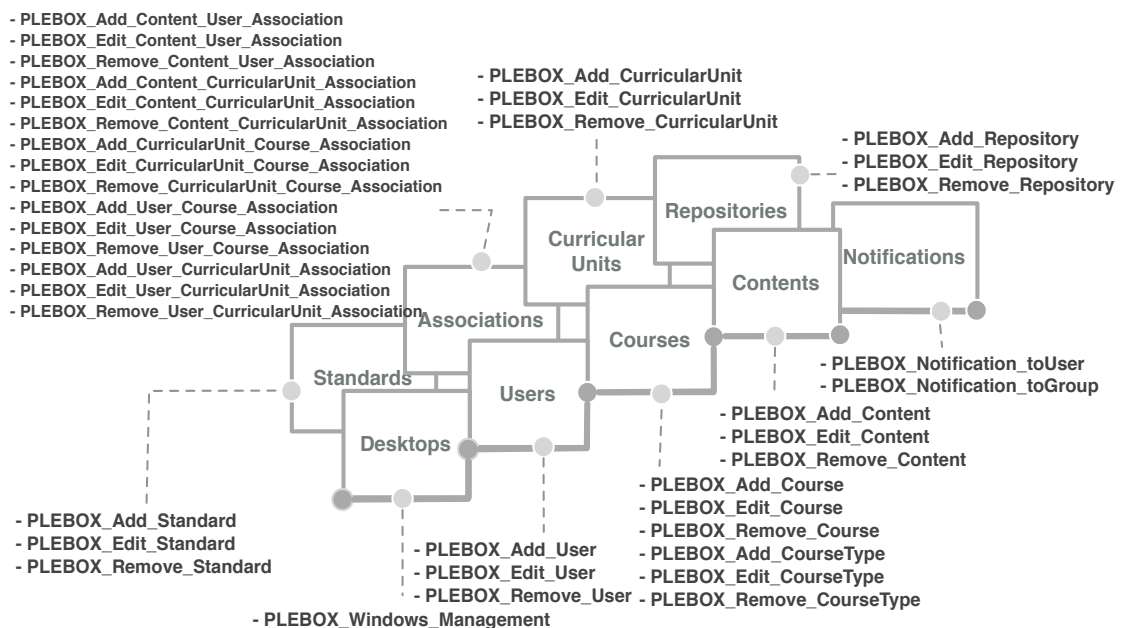 - PLEBOX_Add_Content_User_Association
- PLEBOX_Edit_Content_User_Association
- PLEBOX_Remove_Content_User_Association
- PLEBOX_Add_Content_CurricularUnit_Association
- PLEBOX_Edit_Content_CurricularUnit_Association
- PLEBOX_Remove_Content_CurricularUnit_Association
- PLEBOX_Add_CurricularUnit_Course_Association
- PLEBOX_Edit_CurricularUnit_Course_Association
- PLEBOX_Remove_CurricularUnit_Course_Association
- PLEBOX_Add_User_Course_Association
- PLEBOX_Edit_User_Course_Association
- PLEBOX_Remove_User_Course_Association
- PLEBOX_Add_User_CurricularUnit_Association
- PLEBOX_Edit_User_CurricularUnit_Association
- PLEBOX_Remove_User_CurricularUnit_Association
- PLEBOX_Add_CurricularUnit
- PLEBOX_Edit_CurricularUnit
- PLEBOX_Remove_CurricularUnit
- PLEBOX_Add_Repository
- PLEBOX_Edit_Repository
- PLEBOX_Remove_Repository
Repositories
Curricular
Units
Notifications
Contents
Associations
Courses
Standards
Users
Desktops
- PLEBOX_Notification_toUser
- PLEBOX_Notification_toGroup
- PLEBOX_Add_Content
- PLEBOX_Edit_Content
- PLEBOX_Remove_Content
- PLEBOX_Add_Course
- PLEBOX_Edit_Course
- PLEBOX_Remove_Course
- PLEBOX_Add_CourseType
- PLEBOX_Edit_CourseType
- PLEBOX_Remove_CourseType
- PLEBOX_Add_Standard
- PLEBOX_Edit_Standard
- PLEBOX_Remove_Standard
- PLEBOX_Add_User
- PLEBOX_Edit_User
- PLEBOX_Remove_User
- PLEBOX_Windows_Management